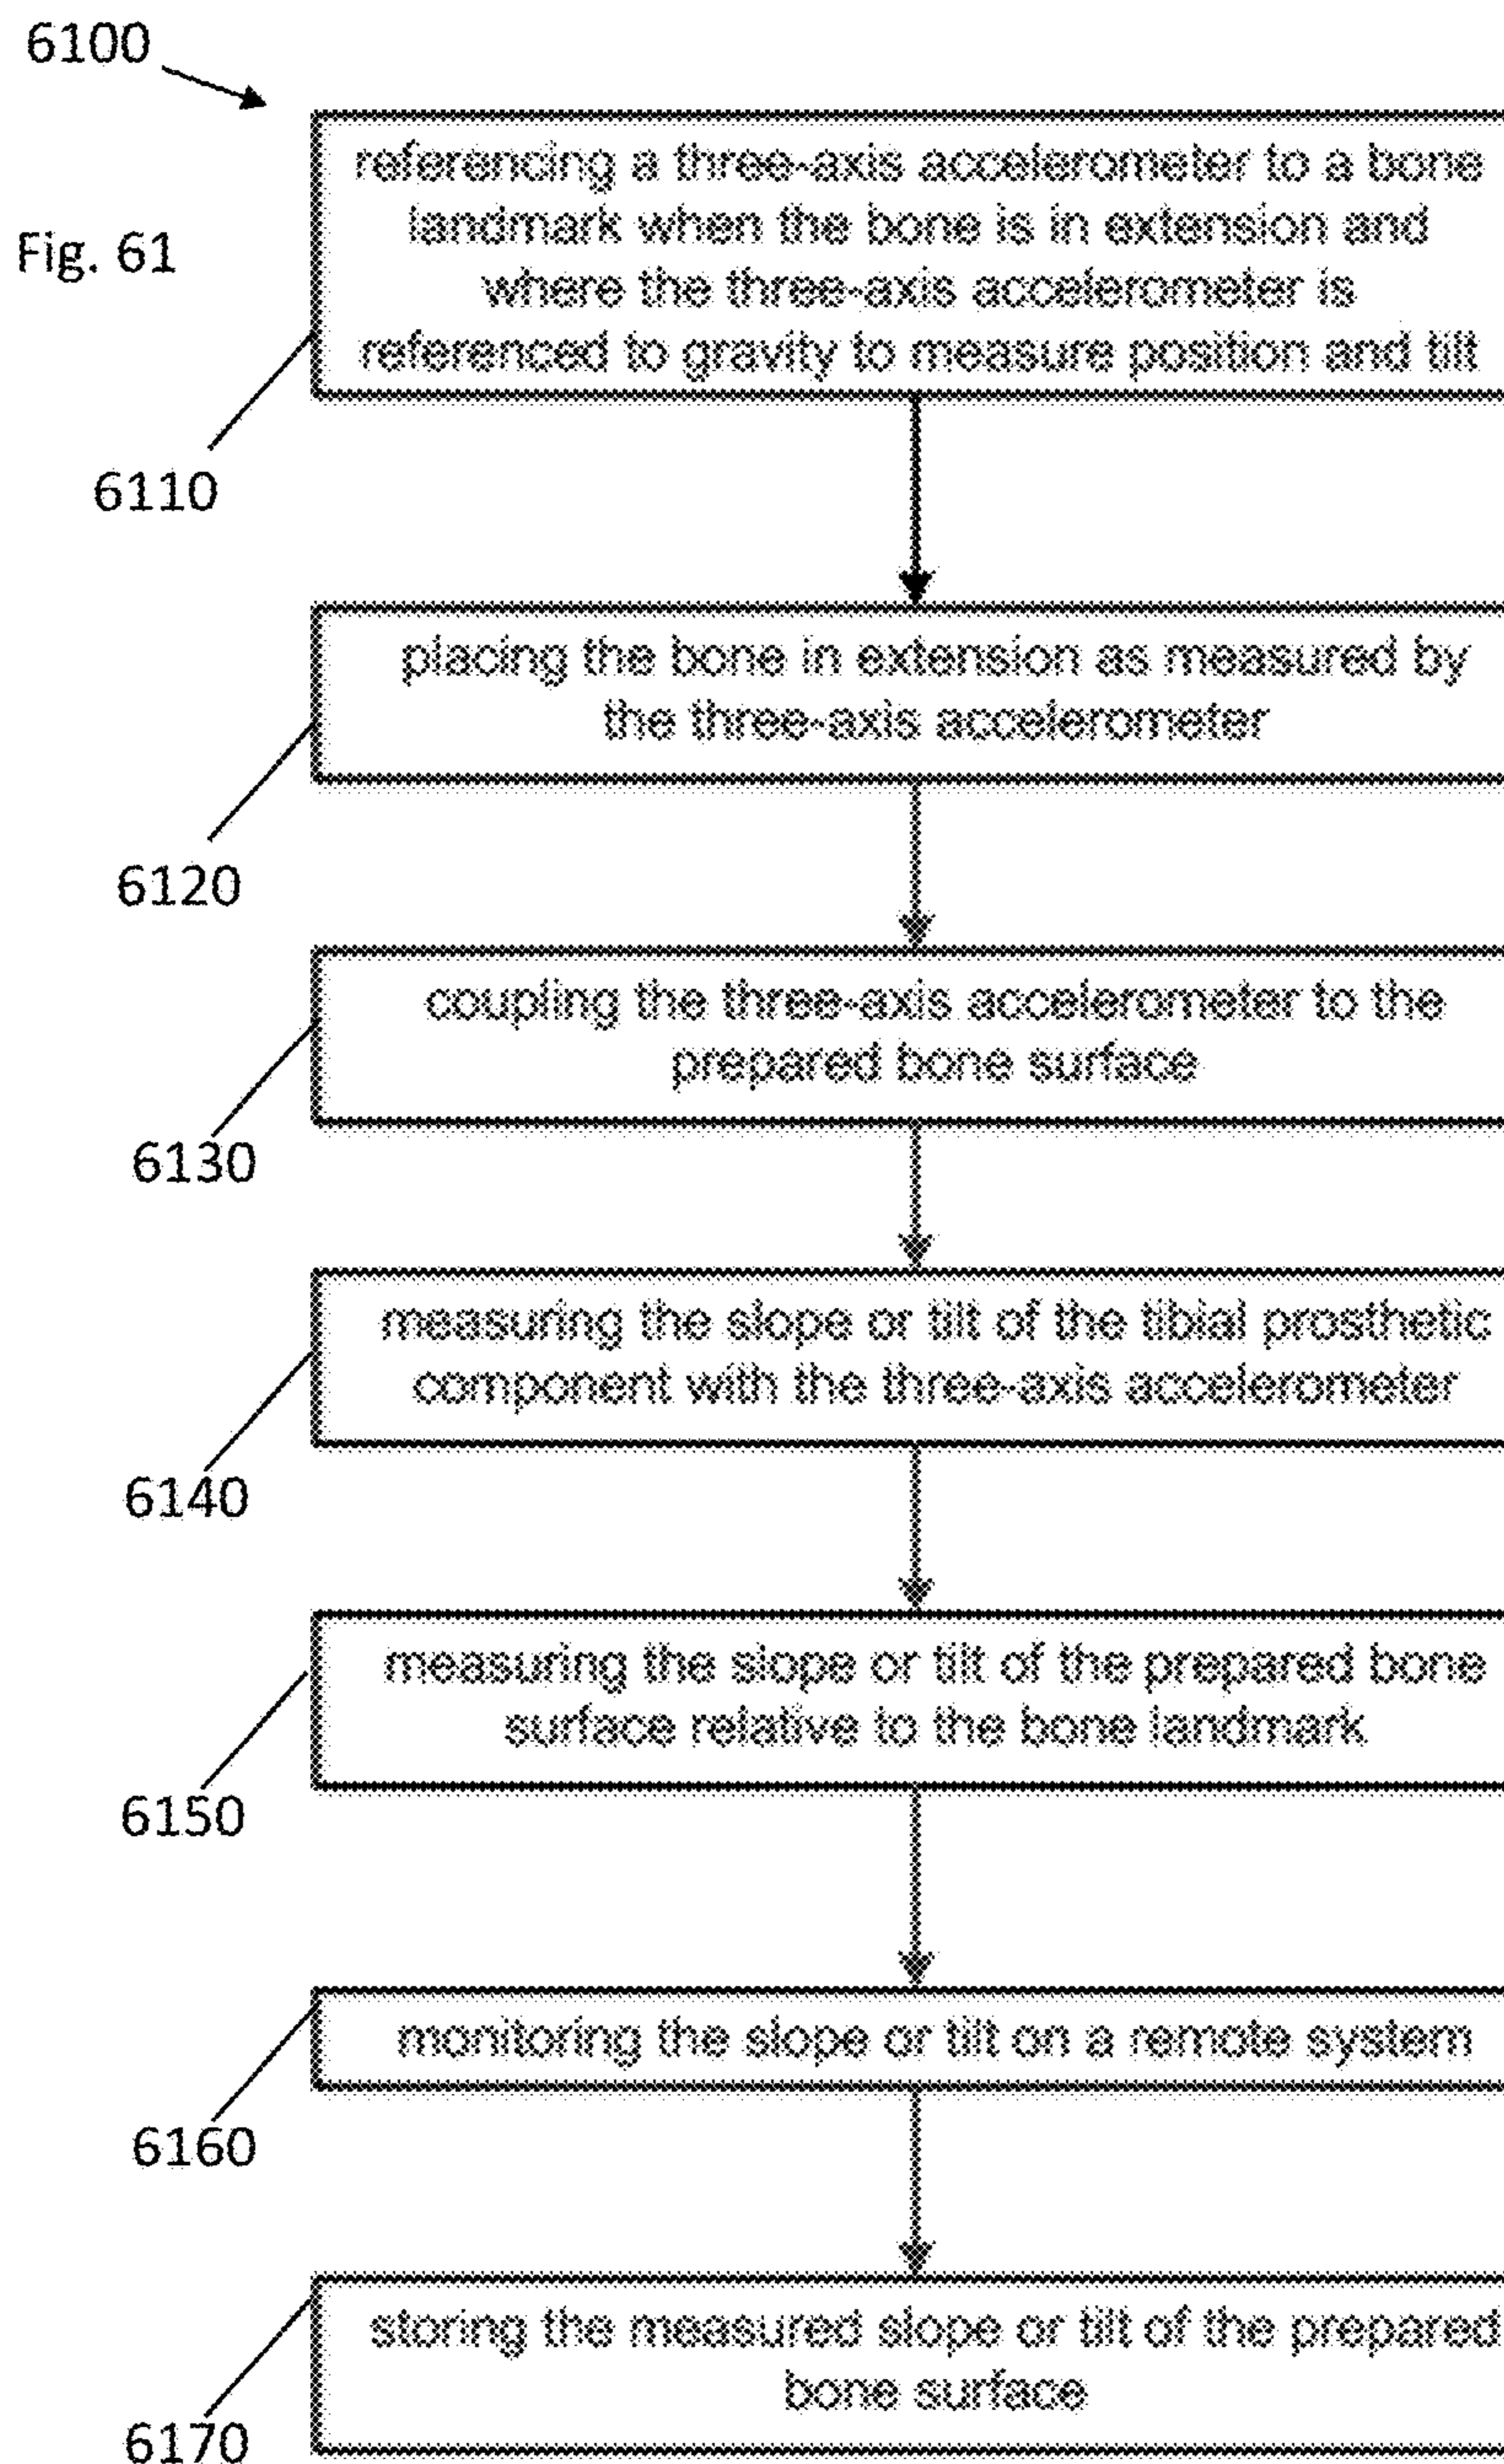 6100
Fig. 61
referencing a three-axis accelerometer to a bone
landmark when the bone is in extension and
where the three-axis accelerometer is
referenced to gravity to measure position and tilt
6110
placing the bone in extension as measured by
the three-axis accelerometer
6120
coupling the three-axis accelerometer to the
prepared bone surface
6130
measuring the slope or tilt of the tibial prosthetic
component with the three-axis accelerometer
6140
measuring the slope or tilt of the prepared bone
surface relative to the bone landmark
6150
monitoring the slope or tilt on a remote system
6160
storing the measured slope or tilt of the prepared
bone surface
6170